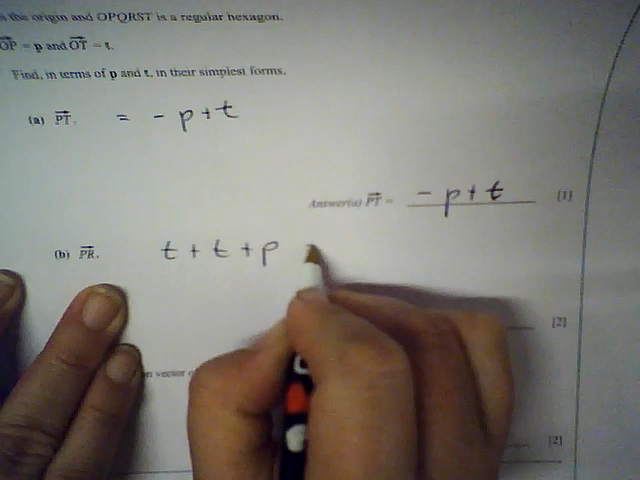 the origin and OPQRST is a regular hexagon.
OP = p and OT = t.
Find, in terms of p and t, in their simplest forms,
(a) PT. = - p + t
Answer(a) PT = - p + t [1]
(b) PR. t + t + p
[2]
vector
[2]